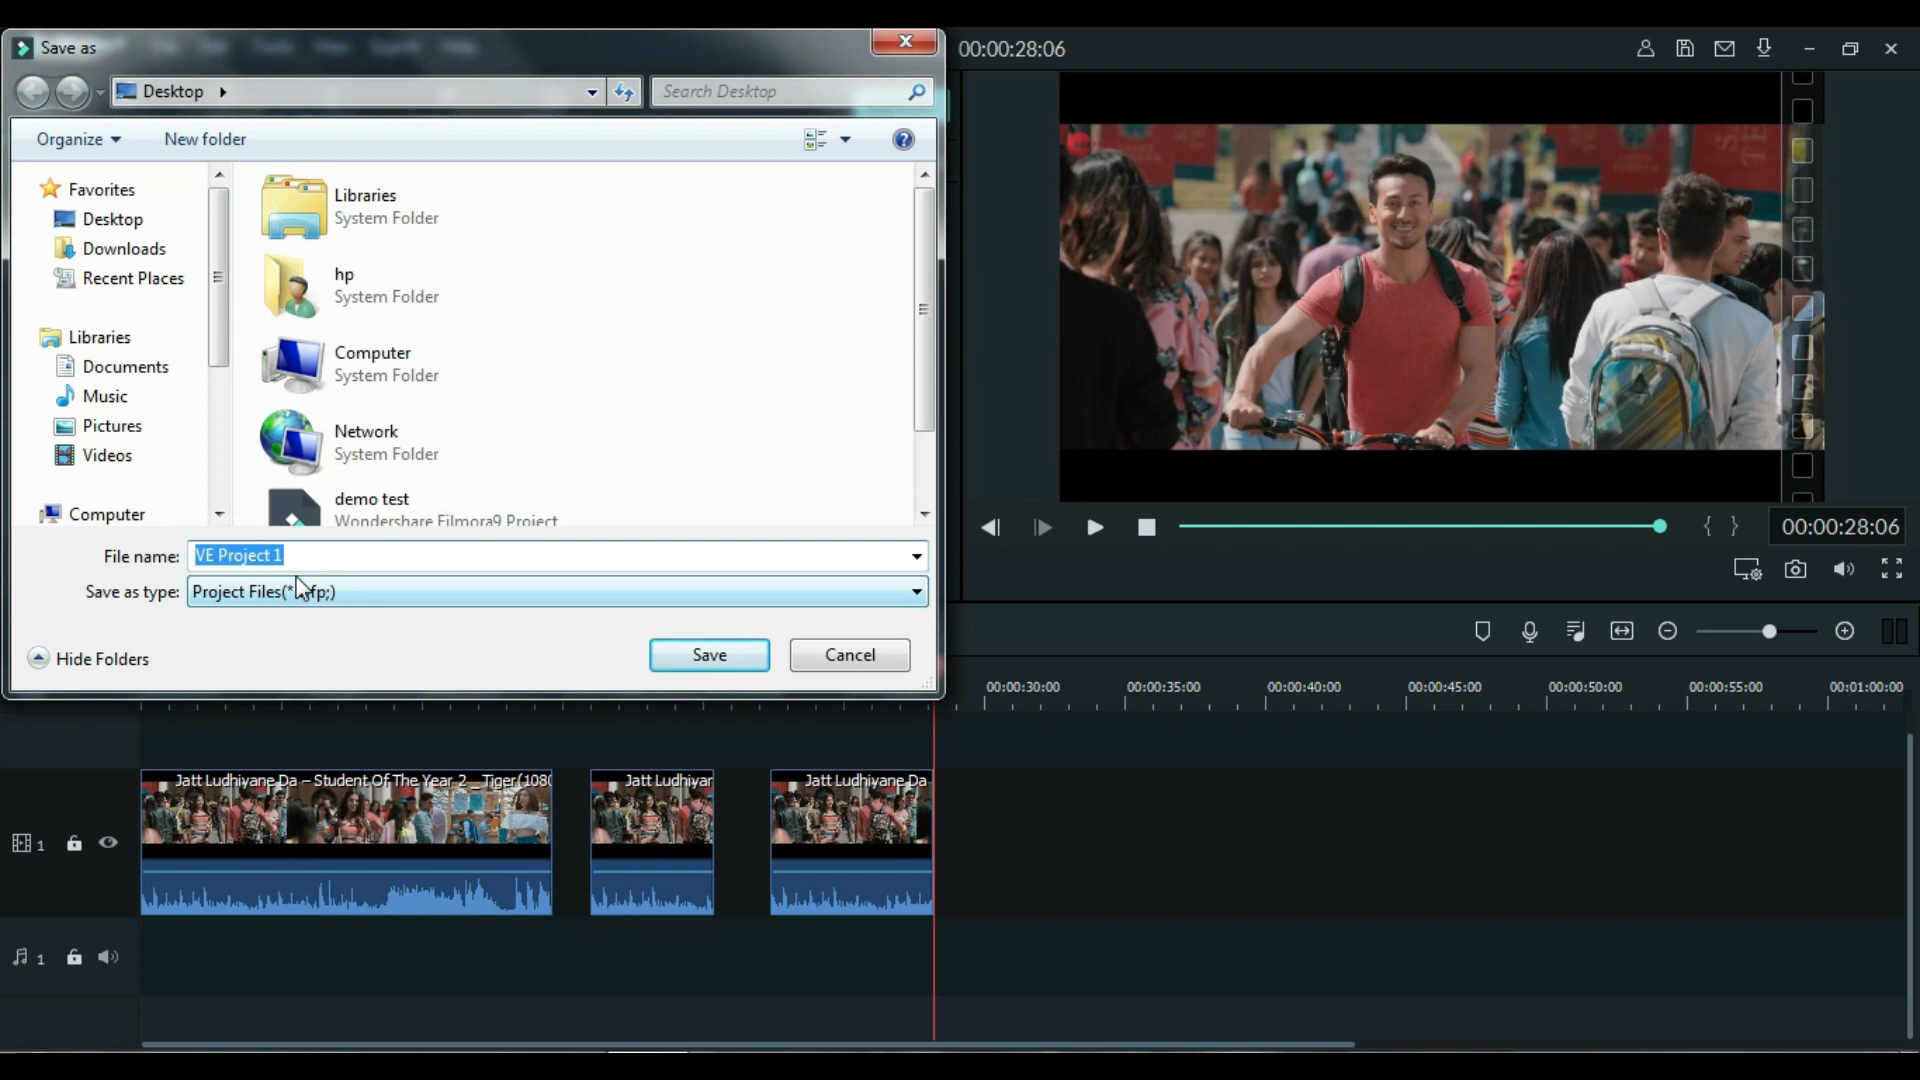 Save as
00:00:28:06
Desktop
Search Desktop
Organize
New folder
Favorites
Desktop
Downloads
Recent Places
Libraries
Documents
Music
Pictures
Videos
Computer
Libraries
System Folder
hp
System Folder
Computer
System Folder
Network
System Folder
demo test
Wondershare Filmora9 Project
File name: VE Project 1
Save as type: Project Files(*. fp;)
Hide Folders
Save
Cancel
00:00:28:06
00:00:30:00 00:00:35:00 00:00:40:00 00:00:45:00 00:00:50:00 00:00:55:00 00:01:00:00
Jatt Ludhiyane Da – Student Of The Year 2 _ Tiger(108
Jatt Ludhiyar
Jatt Ludhiyane Da
1
1